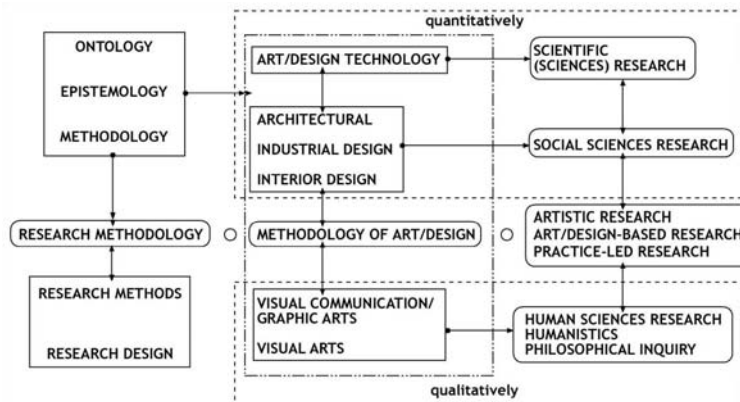 quantitatively
ONTOLOGY
EPISTEMOLOGY
METHODOLOGY
ART/DESIGN TECHNOLOGY
SCIENTIFIC
(SCIENCES) RESEARCH
ARCHITECTURAL
INDUSTRIAL DESIGN
INTERIOR DESIGN
SOCIAL SCIENCES RESEARCH
RESEARCH METHODOLOGY
METHODOLOGY OF ART/DESIGN
ARTISTIC RESEARCH
ART/DESIGN-BASED RESEARCH
PRACTICE-LED RESEARCH
RESEARCH METHODS
RESEARCH DESIGN
VISUAL COMMUNICATION/
GRAPHIC ARTS
VISUAL ARTS
HUMAN SCIENCES RESEARCH
HUMANISTICS
PHILOSOPHICAL INQUIRY
qualitatively